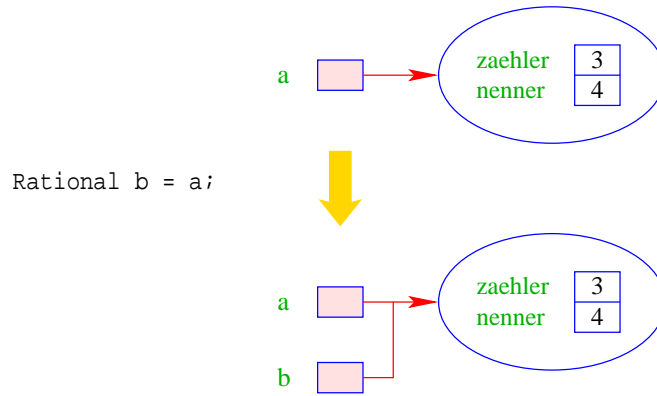 a zaehler 3
nenner 4
Rational b = a;
a zaehler 3
nenner 4
b